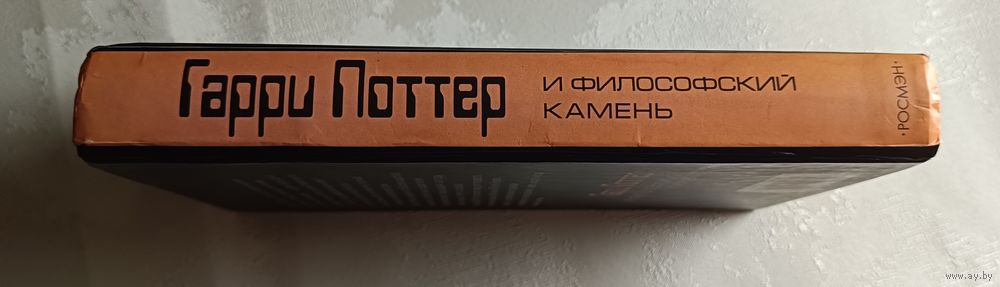 Гарри Поттер
И ФИЛОСОФСКИЙ
КАМЕНЬ
·РОСМЭН·
www.ay.by